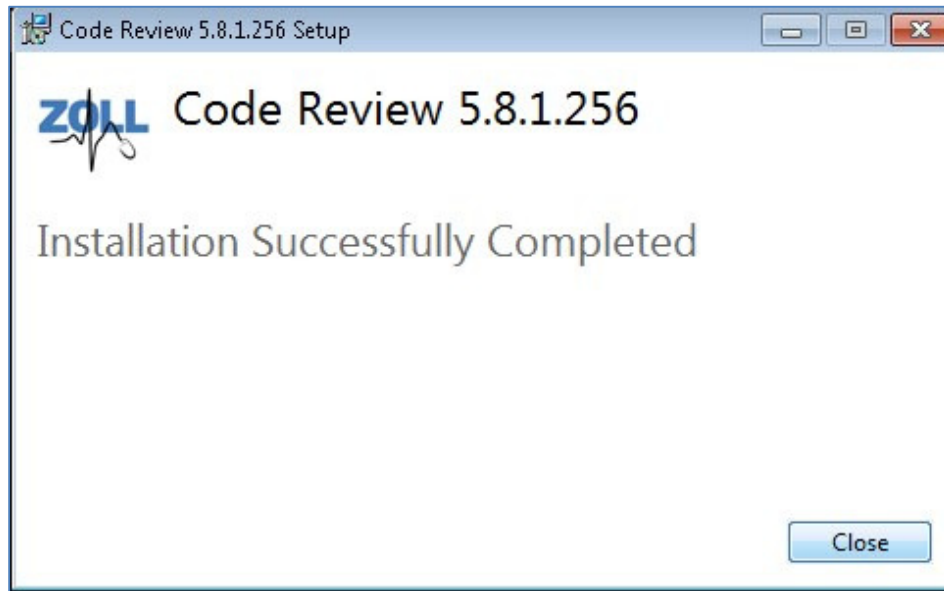 Code Review 5.8.1.256 Setup
ZOLL Code Review 5.8.1.256
Installation Successfully Completed
Close